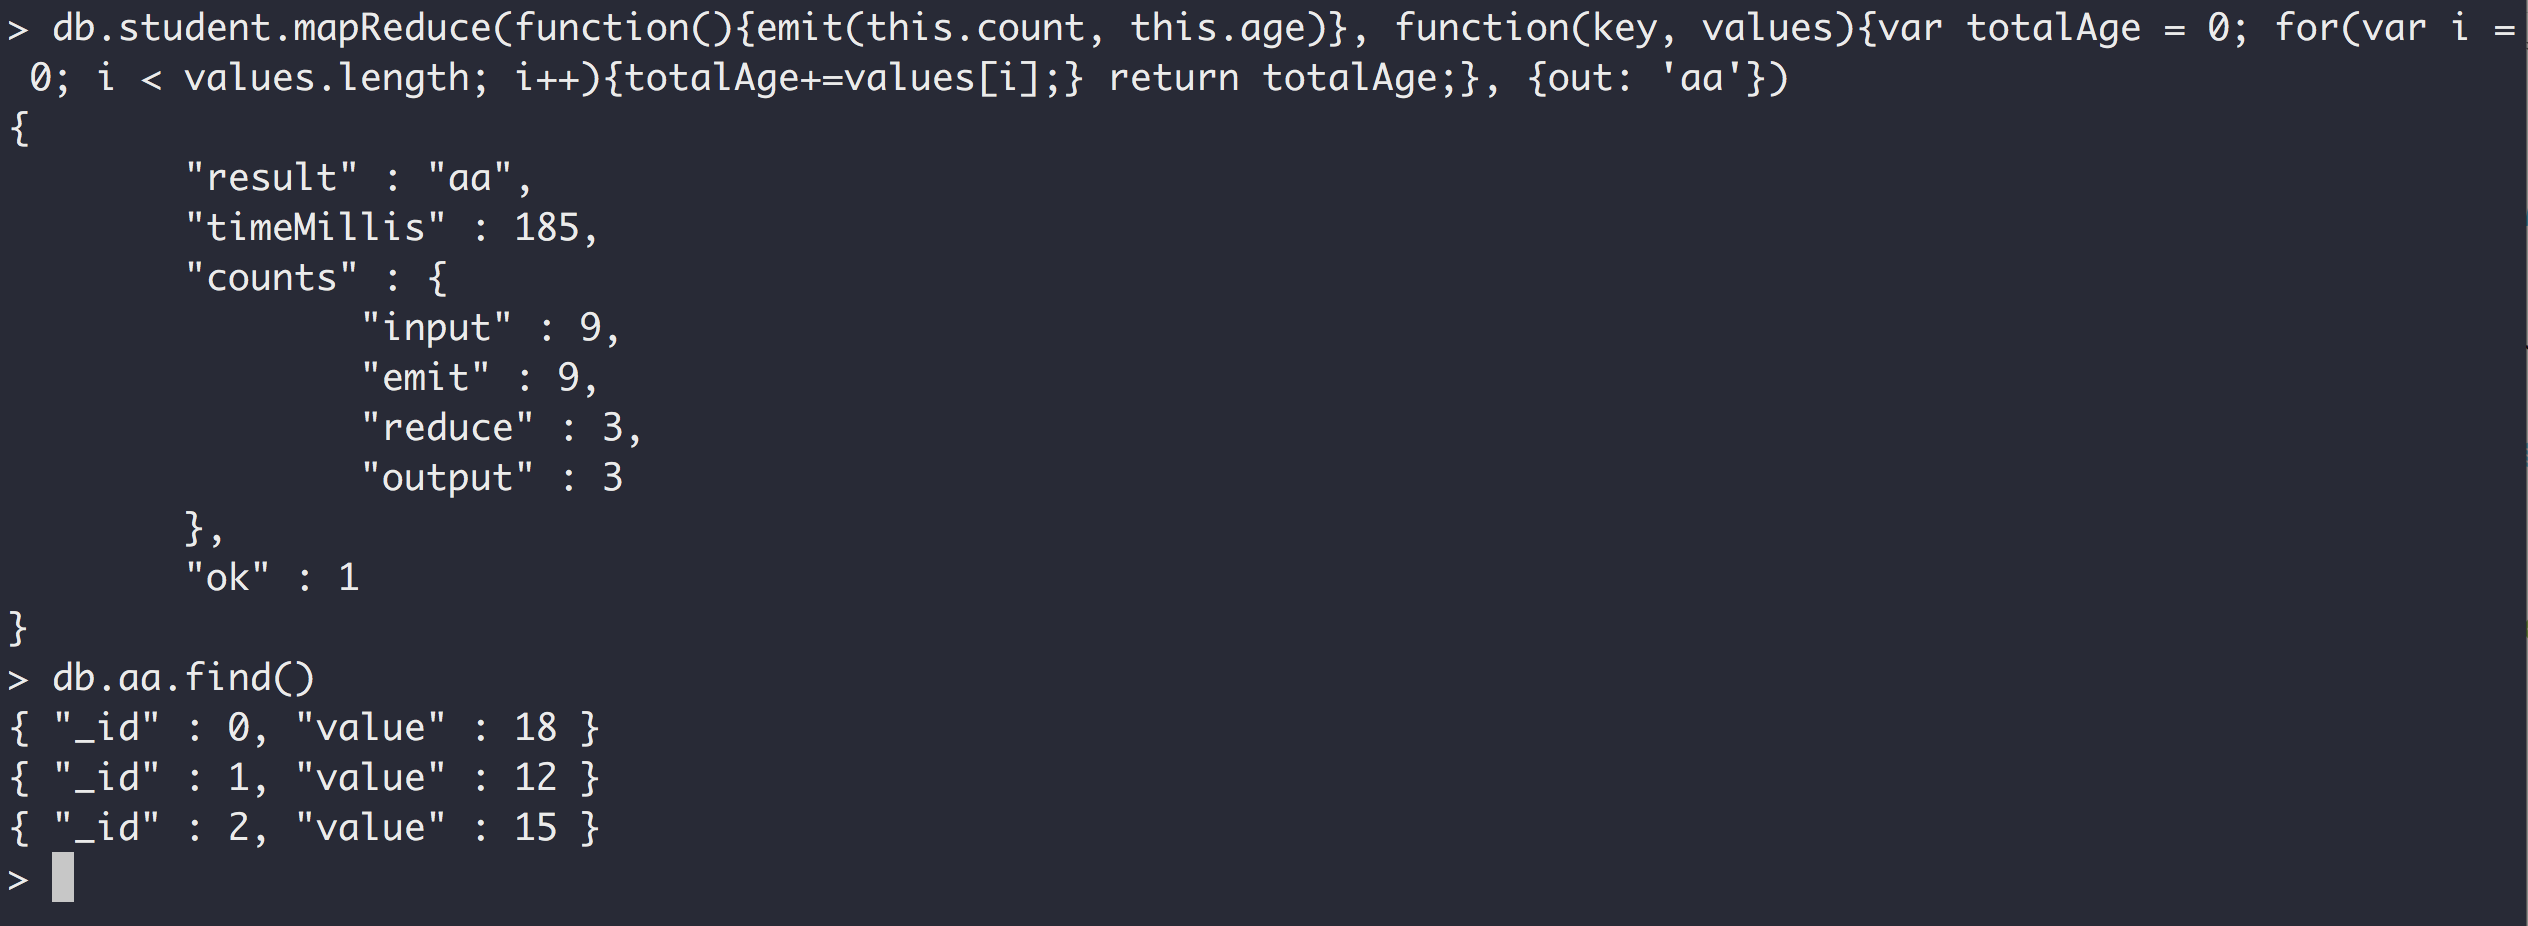 > db.student.mapReduce(function(){emit(this.count, this.age)}, function(key, values){var totalAge = 0; for(var i =
0; i < values.length; i++){totalAge+=values[i];} return totalAge;}, {out: 'aa'})
{
"result" : "aa",
"timeMillis" : 185,
"counts" : {
"input" : 9,
"emit" : 9,
"reduce" : 3,
"output" : 3
},
"ok" : 1
}
> db.aa.find()
{ "_id" : 0, "value" : 18 }
{ "_id" : 1, "value" : 12 }
{ "_id" : 2, "value" : 15 }
>